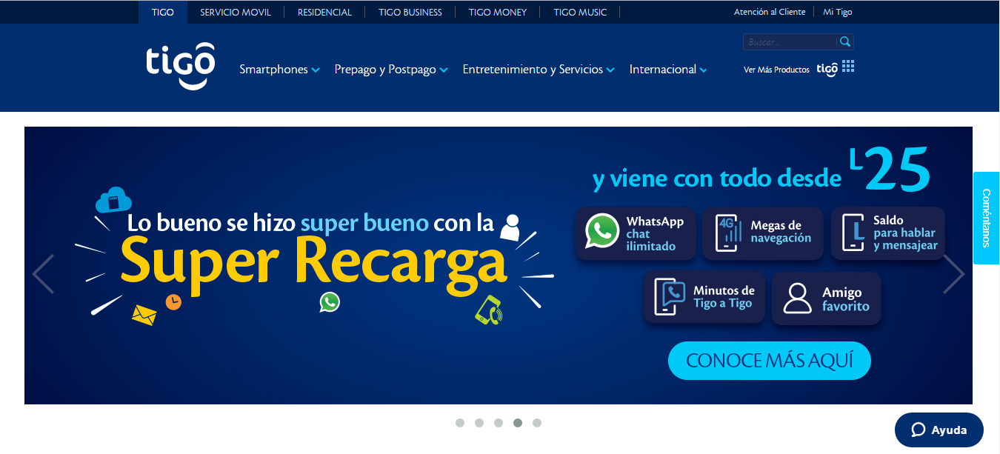 TIGO
SERVICIO MOVIL
RESIDENCIAL
TIGO BUSINESS
TIGO MONEY
TIGO MUSIC
Atención al Cliente
Mi Tigo
tigo
Smartphones
Prepago y Postpago
Entretenimiento y Servicios
Internacional
Buscar...
Ver Más Productos
tigo
Lo bueno se hizo super bueno con la
Super Recarga
y viene con todo desde L25
WhatsApp
chat
ilimitado
4G
Megas de
navegación
L
Saldo
para hablar
y mensajear
Minutos de
Tigo a Tigo
Amigo
favorito
CONOCE MÁS AQUÍ
Coméntanos
Ayuda